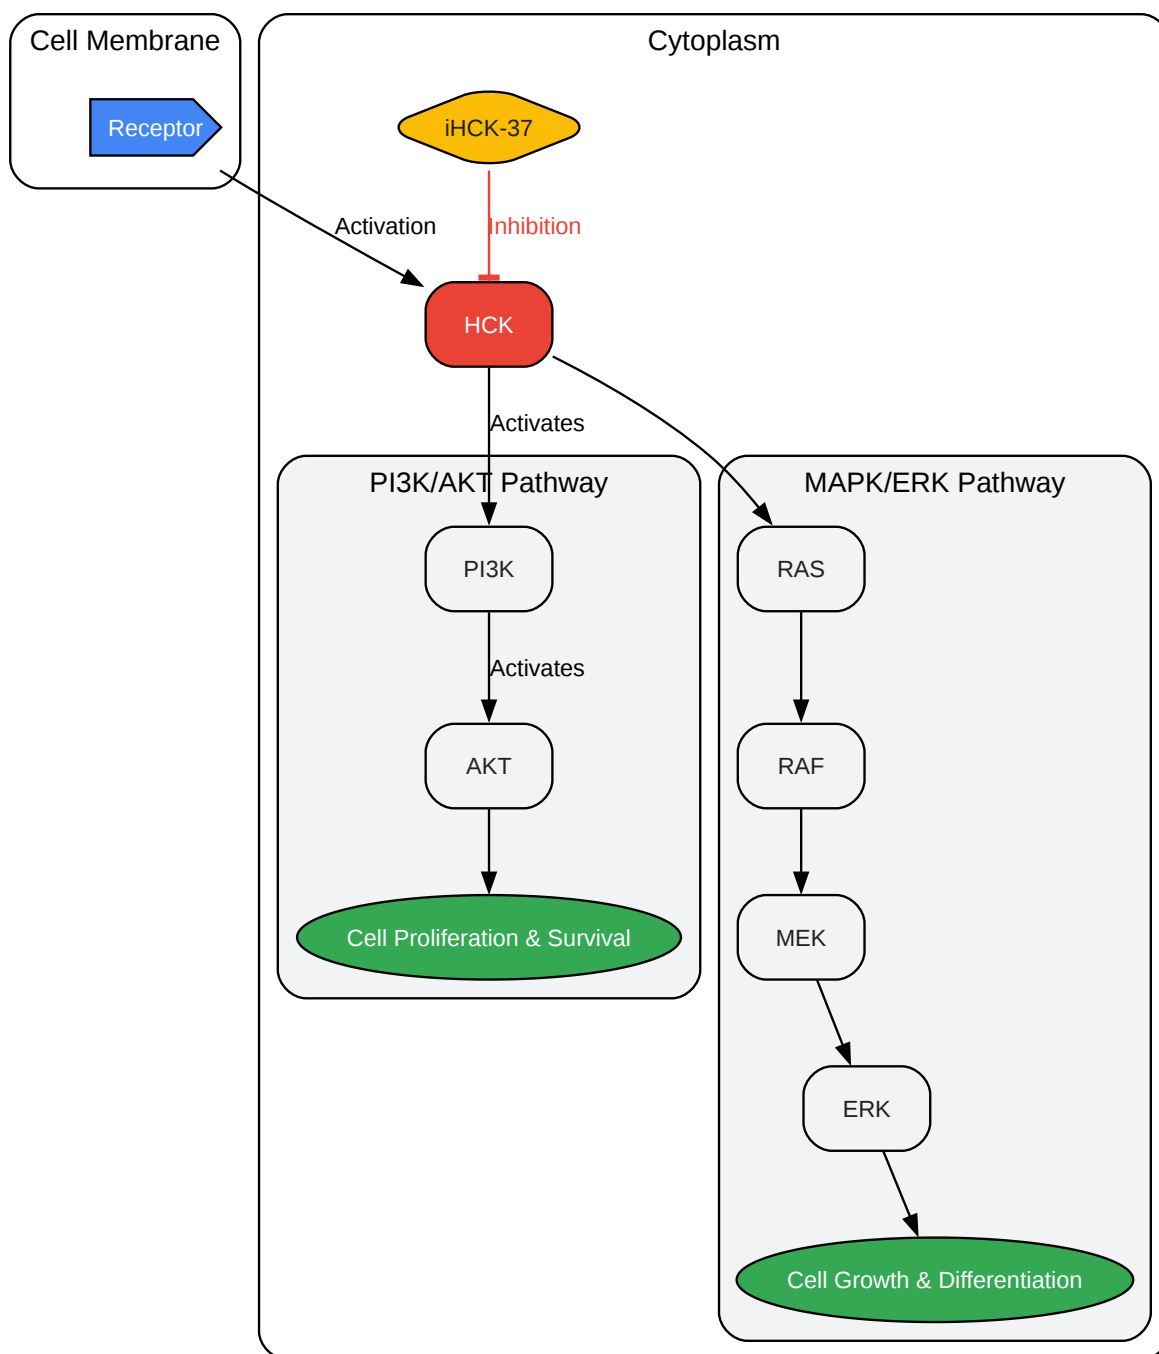 Cell Membrane
Cytoplasm
Receptor
iHCK-37
Activation
Inhibition
HCK
Activates
PI3K/AKT Pathway
MAPK/ERK Pathway
PI3K
RAS
Activates
AKT
RAF
Cell Proliferation & Survival
MEK
ERK
Cell Growth & Differentiation